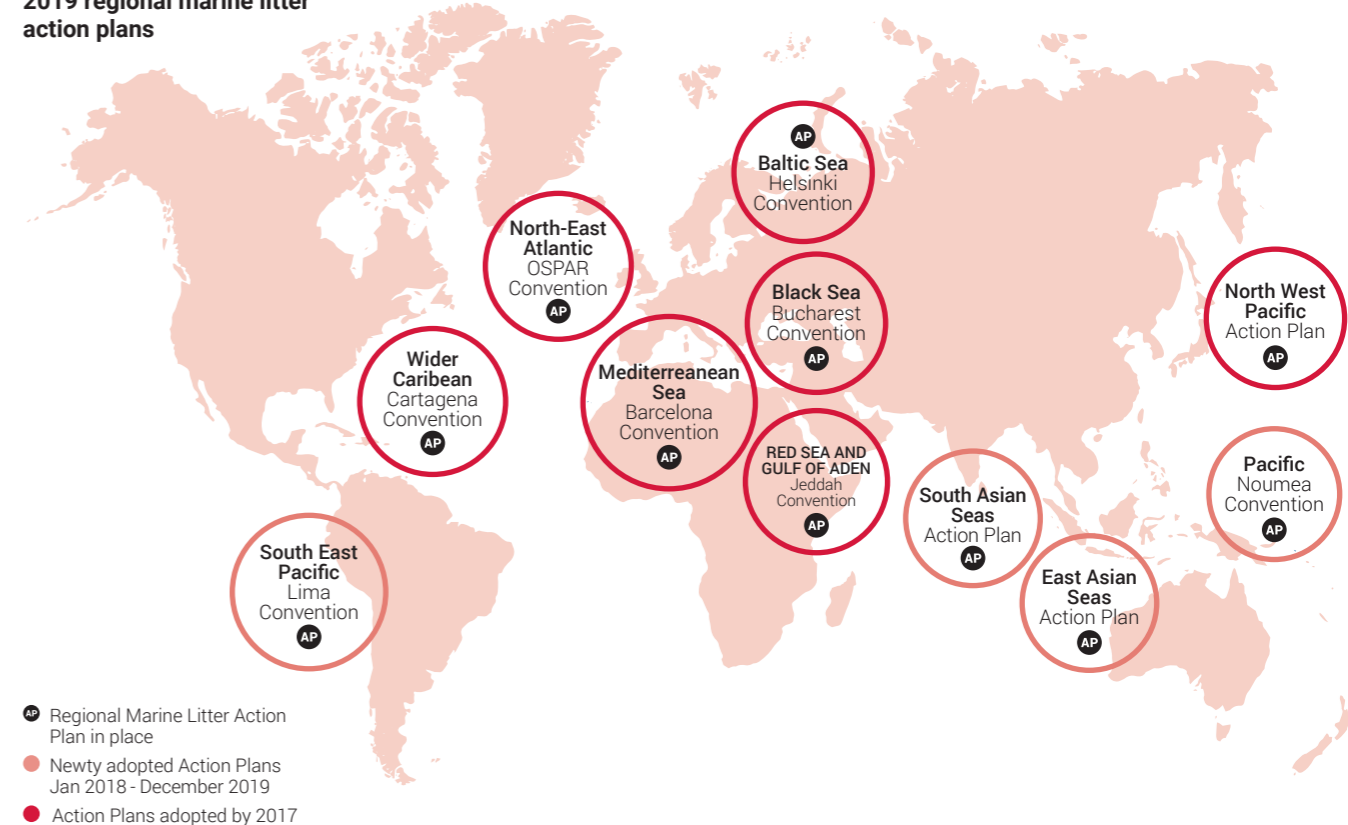 2019 regional marine litter
action plans
AP
Baltic Sea
Helsinki
Convention
North-East
Atlantic
OSPAR
Convention
AP
Black Sea
Bucharest
Convention
AP
North West
Pacific
Action Plan
AP
Wider
Caribean
Cartagena
Convention
AP
Mediterreanean
Sea
Barcelona
Convention
AP
RED SEA AND
GULF OF ADEN
Jeddah
Convention
AP
South Asian
Seas
Action Plan
AP
Pacific
Noumea
Convention
AP
South East
Pacific
Lima
Convention
AP
East Asian
Seas
Action Plan
AP
AP Regional Marine Litter Action
Plan in place
Newty adopted Action Plans
Jan 2018 - December 2019
Action Plans adopted by 2017